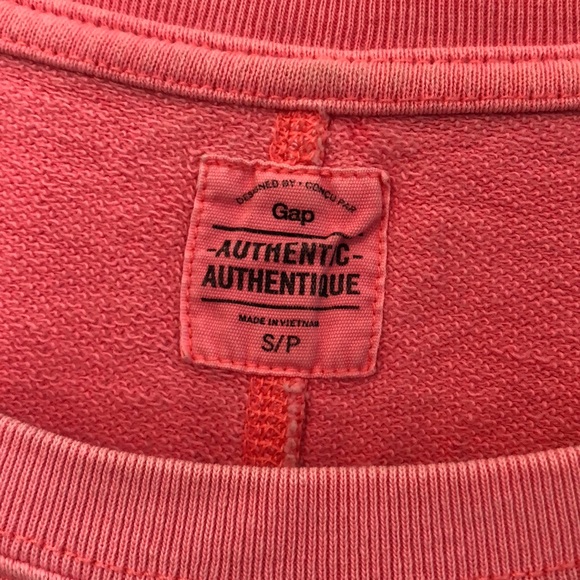 DESIGNED BY • CONÇU PAR
Gap
-AUTHENTIC-
AUTHENTIQUE
MADE IN VIETNAM
S/P